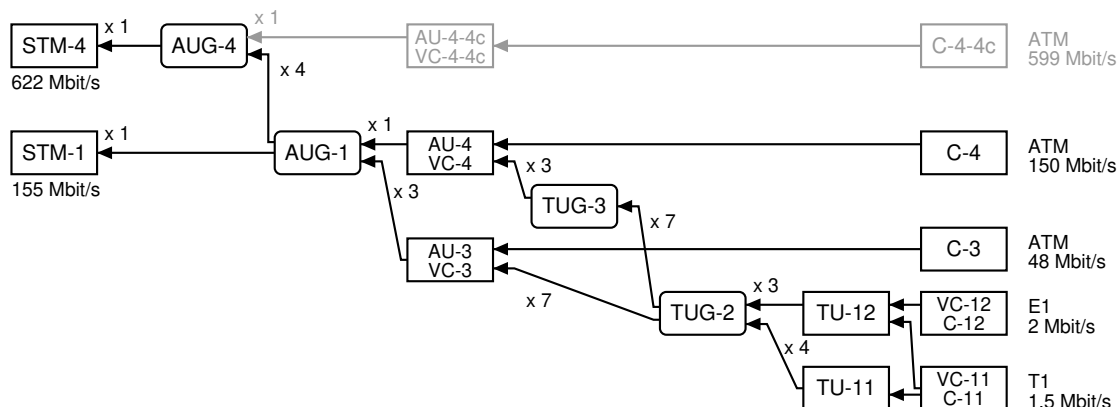 x 1
STM-4
622 Mbit/s
AUG-4
x 1
x 4
AU-4-4c
VC-4-4c
C-4-4c
ATM
599 Mbit/s
x 1
STM-1
155 Mbit/s
AUG-1
x 1
x 3
AU-4
VC-4
x 3
C-4
ATM
150 Mbit/s
TUG-3
x 7
AU-3
VC-3
x 7
C-3
ATM
48 Mbit/s
TUG-2
x 3
x 4
TU-12
VC-12
C-12
E1
2 Mbit/s
TU-11
VC-11
C-11
T1
1,5 Mbit/s